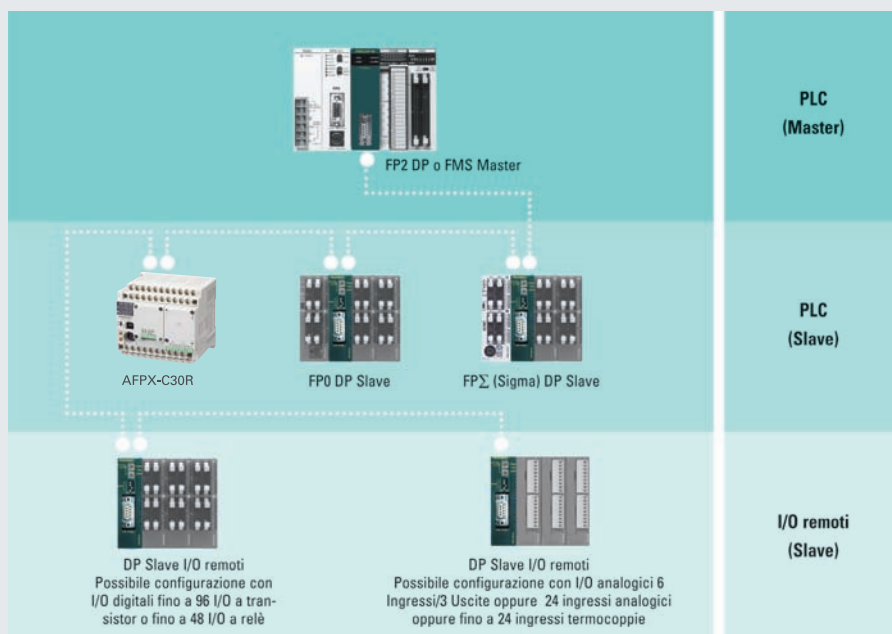 PLC
(Master)
FP2 DP o FMS Master
PLC
(Slave)
AFPX-C30R
FP0 DP Slave
FPΣ (Sigma) DP Slave
I/O remoti
(Slave)
DP Slave I/O remoti
Possibile configurazione con
I/O digitali fino a 96 I/O a tran-
sistor o fino a 48 I/O a relè
DP Slave I/O remoti
Possibile configurazione con I/O analogici 6
Ingressi/3 Uscite oppure 24 ingressi analogici
oppure fino a 24 ingressi termocoppie